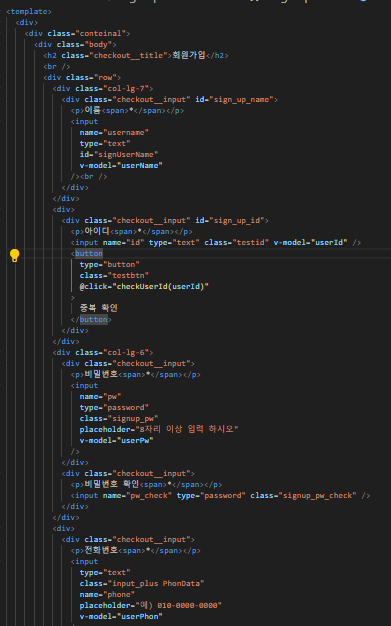 <template>
<div>
<div class="conteinal">
<div class="body">
<h2 class="checkout__title">회원가입</h2>
<br />
<div class="row">
<div class="col-lg-7">
<div class="checkout__input" id="sign_up_name">
<p>이름<span>*</span></p>
<input
name="username"
type="text"
id="signUserName"
v-model="userName"
/><br />
</div>
</div>
<div>
<div class="checkout__input" id="sign_up_id">
<p>아이디<span>*</span></p>
<input name="id" type="text" class="testid" v-model="userId" />
<button
type="button"
class="testbtn"
@click="checkUserId(userId)"
>
중복 확인
</button>
</div>
</div>
<div class="col-lg-6">
<div class="checkout__input">
<p>비밀번호<span>*</span></p>
<input
name="pw"
type="password"
class="signup_pw"
placeholder="8자리 이상 입력 하시오"
v-model="userPw"
/>
</div>
<div class="checkout__input">
<p>비밀번호 확인<span>*</span></p>
<input name="pw_check" type="password" class="signup_pw_check" />
</div>
</div>
<div>
<div class="checkout__input">
<p>전화번호<span>*</span></p>
<input
type="text"
class="input_plus PhonData"
name="phone"
placeholder="예) 010-0000-0000"
v-model="userPhon"